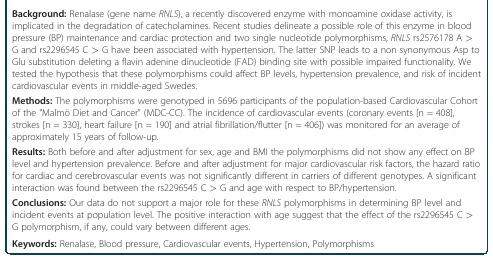 Background: Renalase (gene name RNLS), a recently discovered enzyme with monoamine oxidase activity, is
implicated in the degradation of catecholamines. Recent studies delineate a possible role of this enzyme in blood
pressure (BP) maintenance and cardiac protection and two single nucleotide polymorphisms, RNLS rs2576178 A >
G and rs2296545 C > G have been associated with hypertension. The latter SNP leads to a non synonymous Asp to
Glu substitution deleting a flavin adenine dinucleotide (FAD) binding site with possible impaired functionality. We
tested the hypothesis that these polymorphisms could affect BP levels, hypertension prevalence, and risk of incident
cardiovascular events in middle-aged Swedes.
Methods: The polymorphisms were genotyped in 5696 participants of the population-based Cardiovascular Cohort
of the "Malmö Diet and Cancer" (MDC-CC). The incidence of cardiovascular events (coronary events [n = 408],
strokes [n = 330], heart failure [n = 190] and atrial fibrillation/flutter [n = 406]) was monitored for an average of
approximately 15 years of follow-up.
Results: Both before and after adjustment for sex, age and BMI the polymorphisms did not show any effect on BP
level and hypertension prevalence. Before and after adjustment for major cardiovascular risk factors, the hazard ratio
for cardiac and cerebrovascular events was not significantly different in carriers of different genotypes. A significant
interaction was found between the rs2296545 C > G and age with respect to BP/hypertension.
Conclusions: Our data do not support a major role for these RNLS polymorphisms in determining BP level and
incident events at population level. The positive interaction with age suggest that the effect of the rs2296545 C >
G polymorphism, if any, could vary between different ages.
Keywords: Renalase, Blood pressure, Cardiovascular events, Hypertension, Polymorphisms